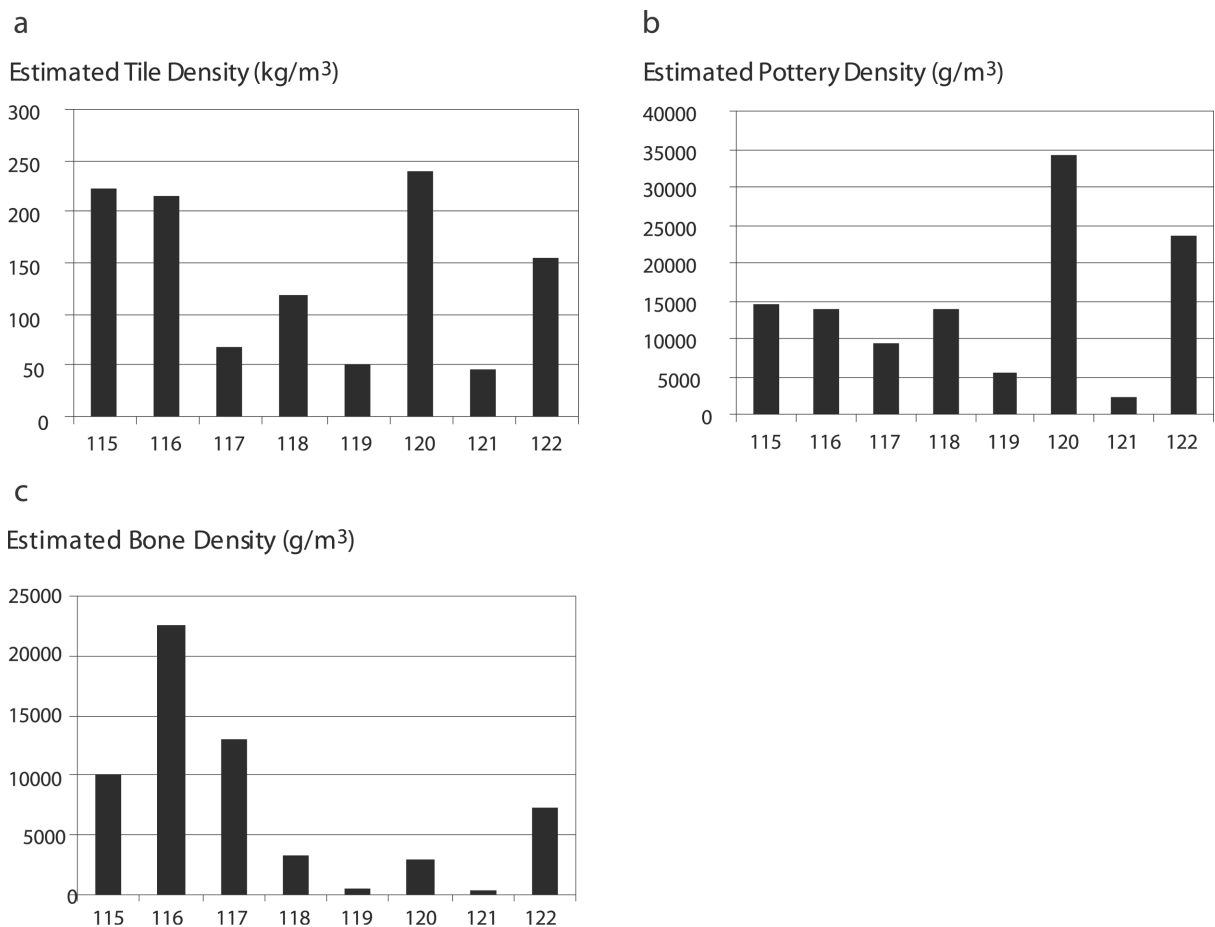 a
Estimated Tile Density (kg/m³)
300
250
200
150
100
50
0
115 116 117 118 119 120 121 122
b
Estimated Pottery Density (g/m³)
40000
35000
30000
25000
20000
15000
10000
5000
0
115 116 117 118 119 120 121 122
c
Estimated Bone Density (g/m³)
25000
20000
15000
10000
5000
0
115 116 117 118 119 120 121 122